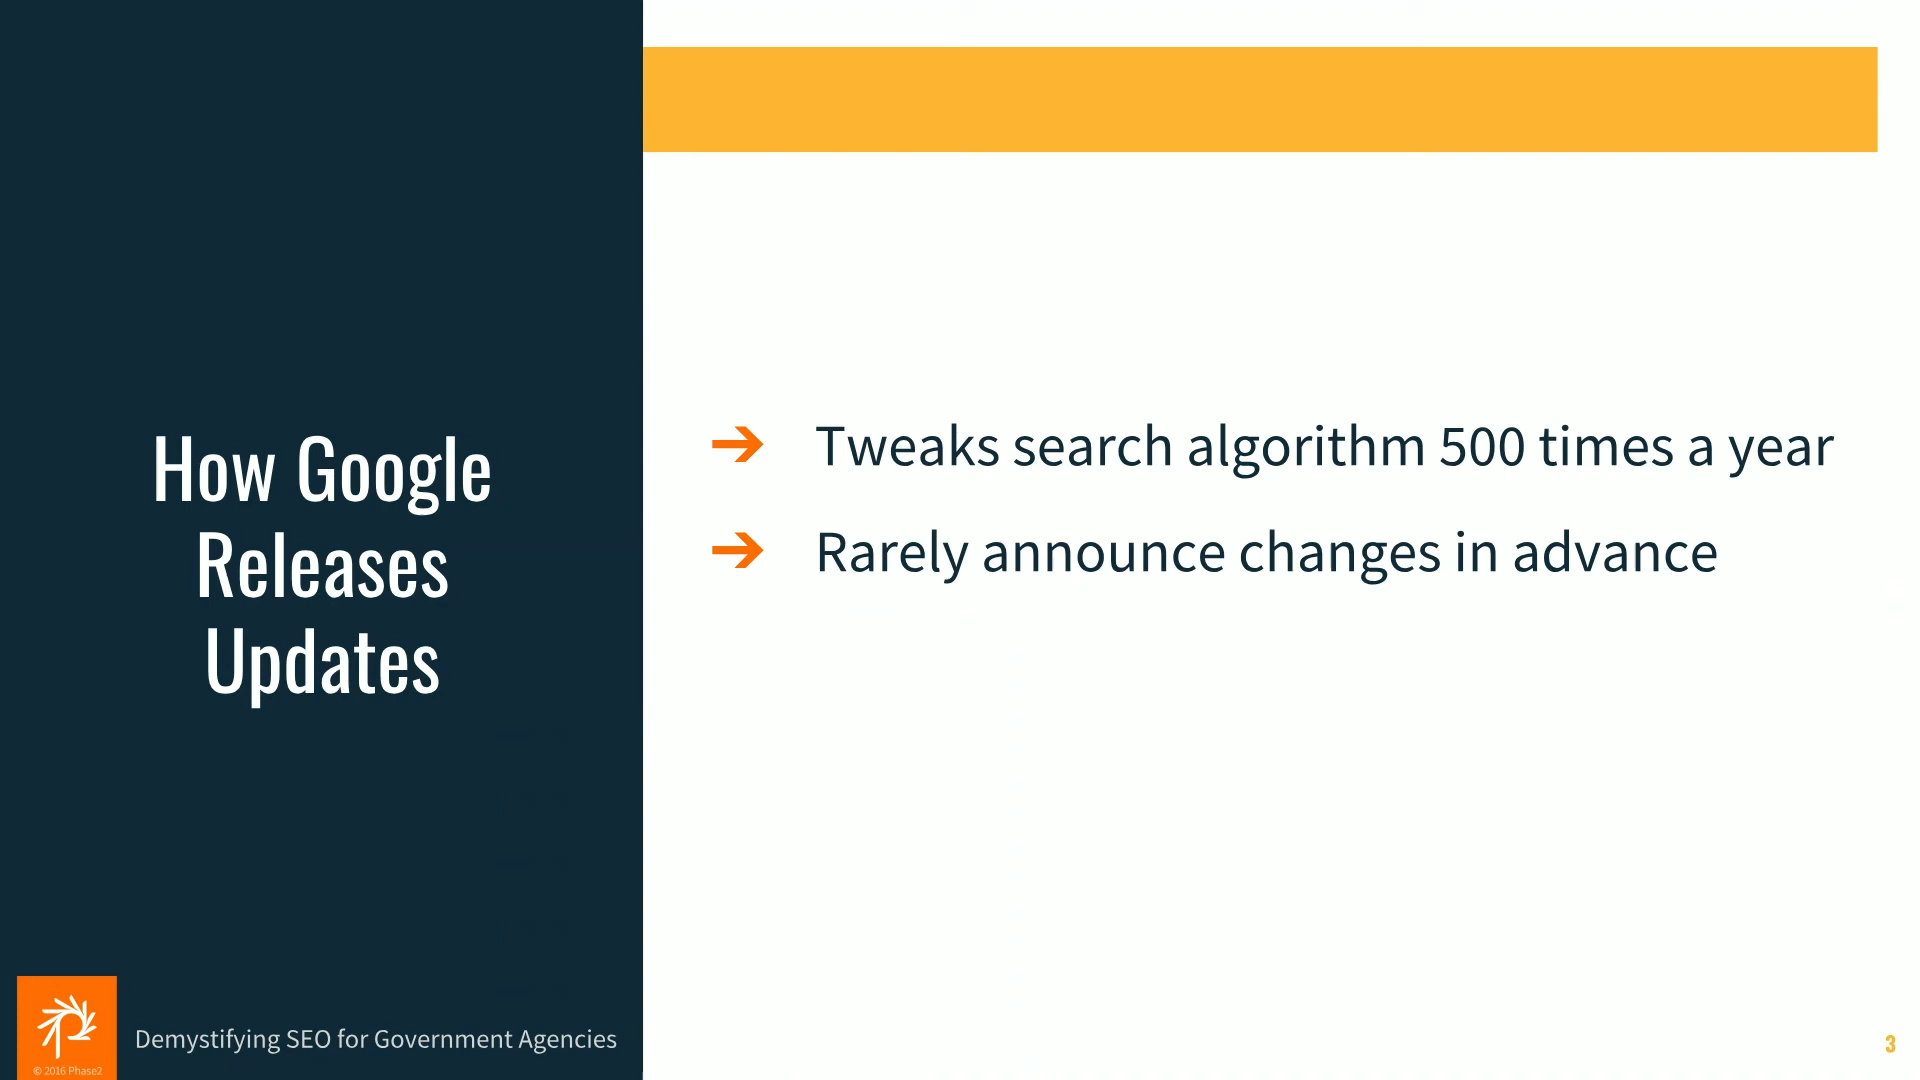 How Google
Releases
Updates
➔ Tweaks search algorithm 500 times a year
➔ Rarely announce changes in advance
Demystifying SEO for Government Agencies
© 2016 Phase2
3